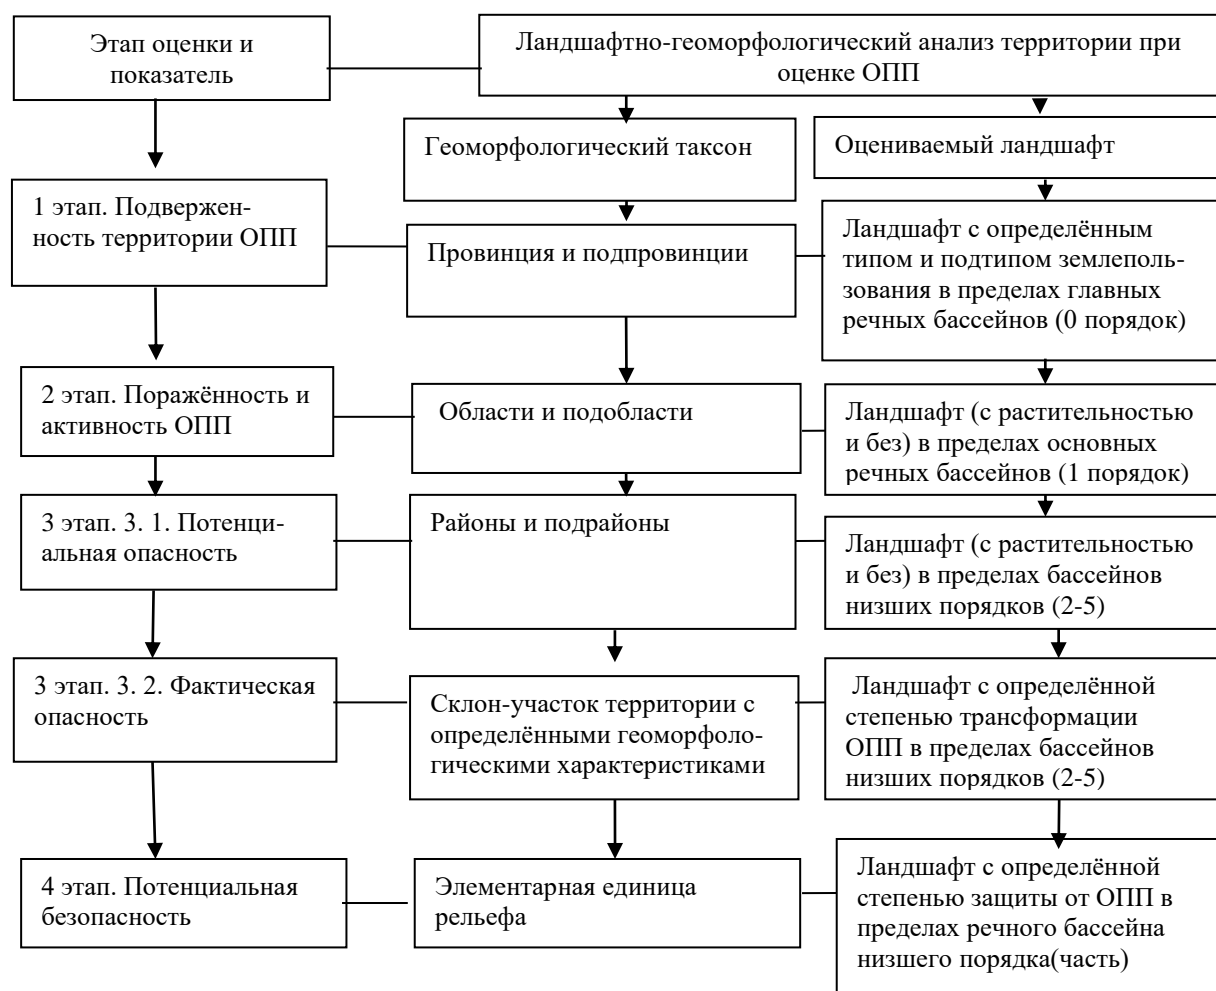 Этап оценки и
показатель
Ландшафтно-геоморфологический анализ территории при
оценке ОПП
Геоморфологический таксон
Оцениваемый ландшафт
1 этап. Подвержен-
ность территории ОПП
Провинция и подпровинции
Ландшафт с определённым
типом и подтипом землеполь-
зования в пределах главных
речных бассейнов (0 порядок)
2 этап. Поражённость и
активность ОПП
Области и подобласти
Ландшафт (с растительностью
и без) в пределах основных
речных бассейнов (1 порядок)
3 этап. 3. 1. Потенци-
альная опасность
Районы и подрайоны
Ландшафт (с растительностью
и без) в пределах бассейнов
низших порядков (2-5)
3 этап. 3. 2. Фактическая
опасность
Склон-участок территории с
определёнными геоморфоло-
гическими характеристиками
Ландшафт с определённой
степенью трансформации
ОПП в пределах бассейнов
низших порядков (2-5)
4 этап. Потенциальная
безопасность
Элементарная единица
рельефа
Ландшафт с определённой
степенью защиты от ОПП в
пределах речного бассейна
низшего порядка(часть)